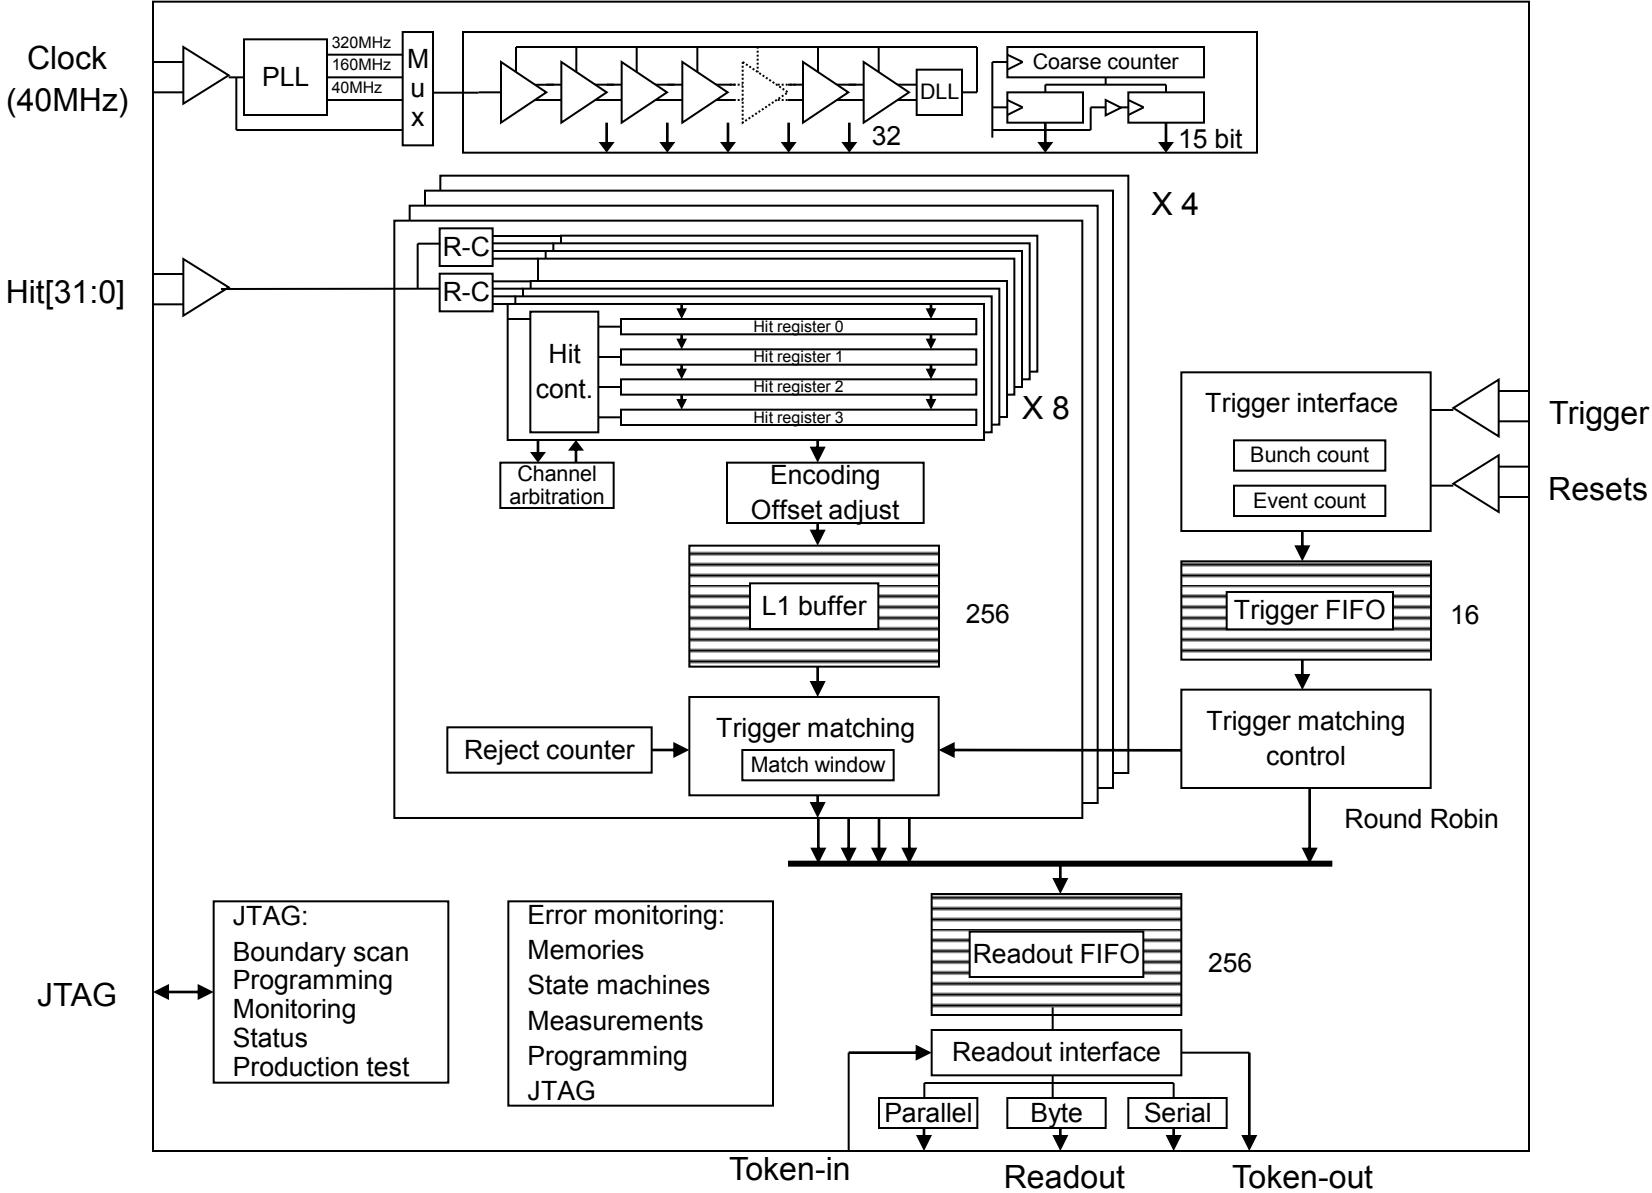 Clock
(40MHz)
PLL
320MHz
160MHz
40MHz
M
u
x
DLL
32
Coarse counter
15 bit
X 4
Hit[31:0]
R-C
R-C
Hit
cont.
Hit register 0
Hit register 1
Hit register 2
Hit register 3
X 8
Channel
arbitration
Encoding
Offset adjust
L1 buffer
256
Reject counter
Trigger matching
Match window
Trigger interface
Bunch count
Event count
Trigger
Resets
Trigger FIFO
16
Trigger matching
control
Round Robin
JTAG
JTAG:
Boundary scan
Programming
Monitoring
Status
Production test
Error monitoring:
Memories
State machines
Measurements
Programming
JTAG
Readout FIFO
256
Readout interface
Parallel
Byte
Serial
Token-in
Readout
Token-out